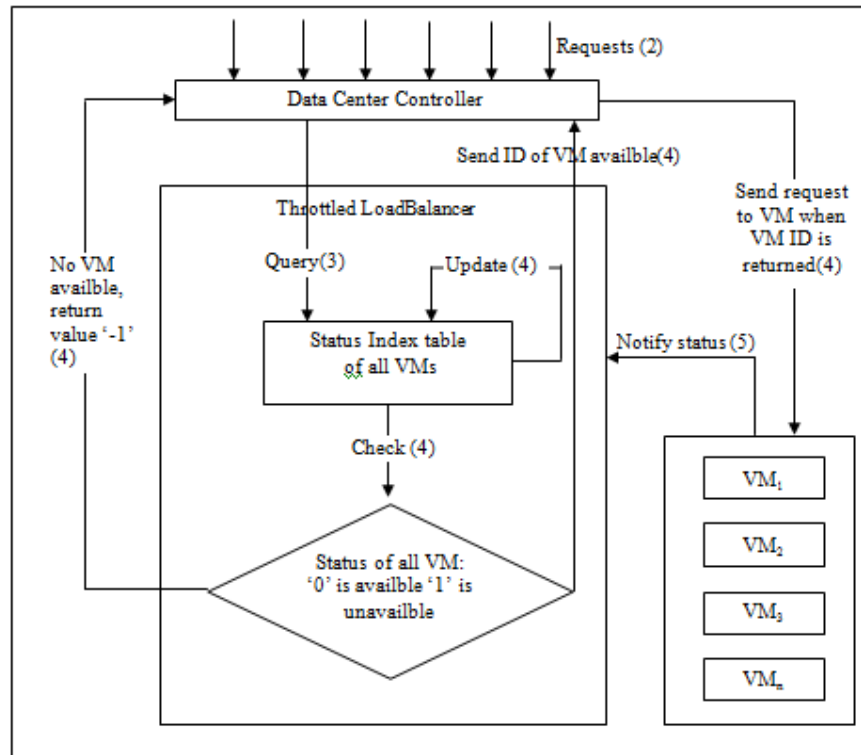 Requests (2)
Data Center Controller
Send ID of VM availble(4)
Throttled LoadBalancer
Send request
to VM when
VM ID is
returned(4)
No VM
availble,
return
value ‘-1’
(4)
Query(3)
Update (4)
Status Index table
of all VMs
Notify status (5)
Check (4)
Status of all VM:
‘0’ is availble ‘1’ is
unavailble
VM₁
VM₂
VM₃
VMₙ